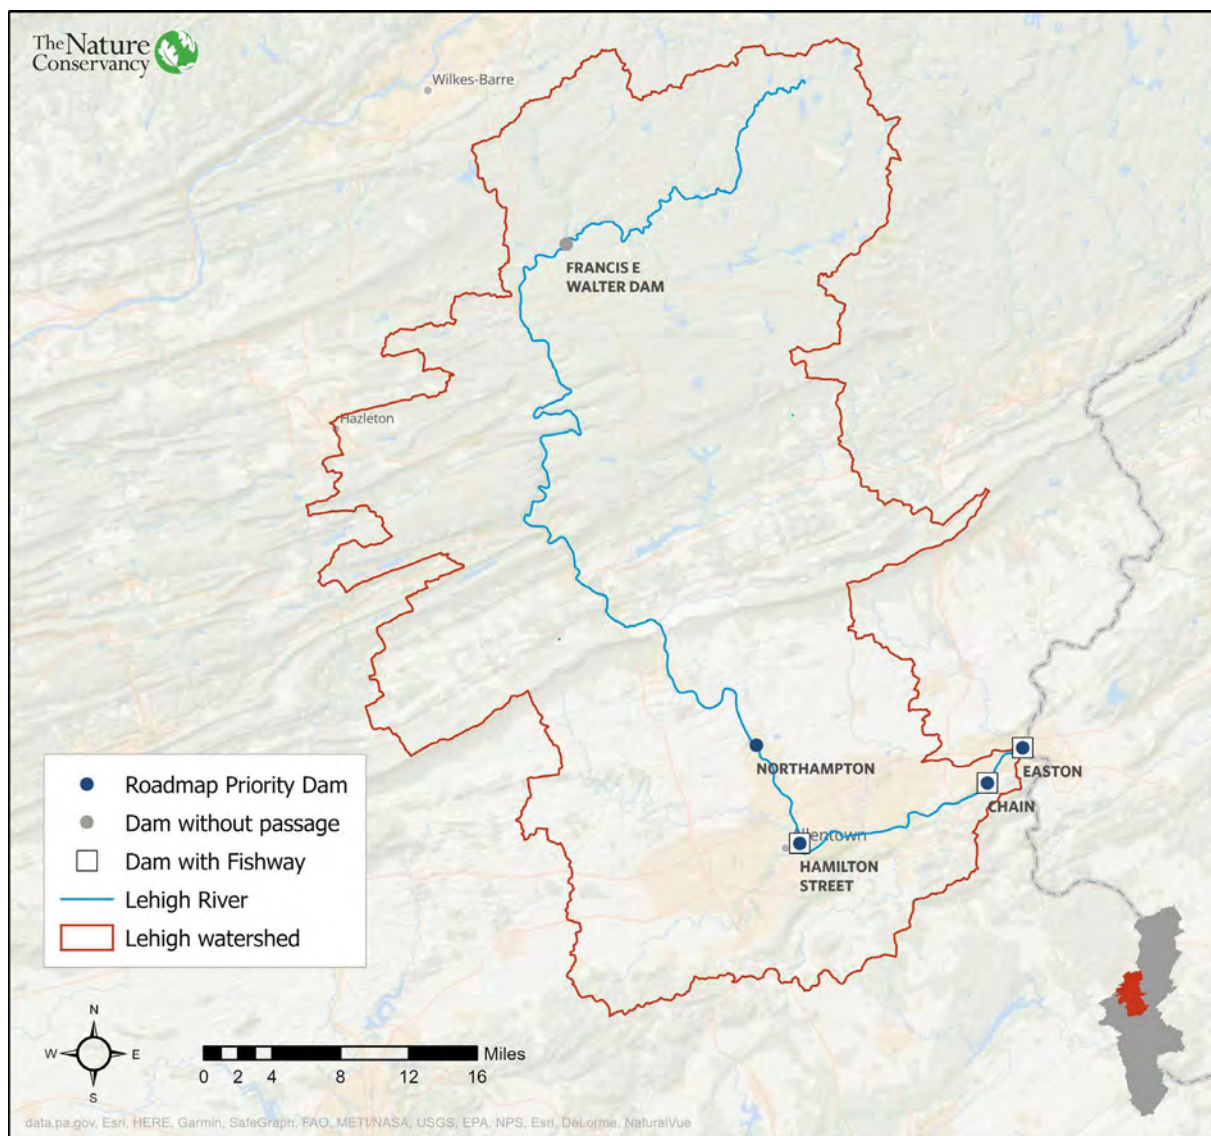 The Nature
Conservancy
Wilkes-Barre
FRANCIS E
WALTER DAM
Hazleton
NORTHAMPTON
EASTON
CHAIN
Allentown
HAMILTON
STREET
Roadmap Priority Dam
Dam without passage
Dam with Fishway
Lehigh River
Lehigh watershed
N
W E
S
Miles
0 2 4 8 12 16
data.pa.gov, Esri, HERE, Garmin, SafeGraph, FAO, METI/NASA, USGS, EPA, NPS, Esri, DeLorme, NaturalVue